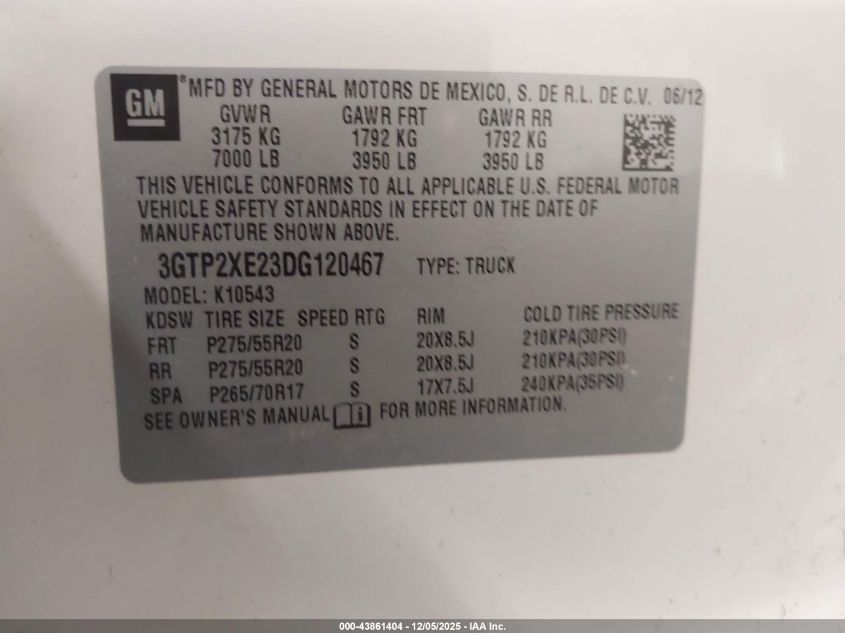 GM ®MFD BY GENERAL MOTORS DE MEXICO, S. DE R.L. DE C.V. 06/12
GVWR GAWR FRT GAWR RR
3175 KG 1792 KG 1792 KG
7000 LB 3950 LB 3950 LB
THIS VEHICLE CONFORMS TO ALL APPLICABLE U.S. FEDERAL MOTOR
VEHICLE SAFETY STANDARDS IN EFFECT ON THE DATE OF
MANUFACTURE SHOWN ABOVE.
3GTP2XE23DG120467 TYPE: TRUCK
MODEL: K10543
KDSW TIRE SIZE SPEED RTG RIM COLD TIRE PRESSURE
FRT P275/55R20 S 20X8.5J 210KPA(30PSI)
RR P275/55R20 S 20X8.5J 210KPA(30PSI)
SPA P265/70R17 S 17X7.5J 240KPA(35PSI)
SEE OWNER'S MANUAL FOR MORE INFORMATION.
000-43861404 - 12/05/2025 - IAA Inc.